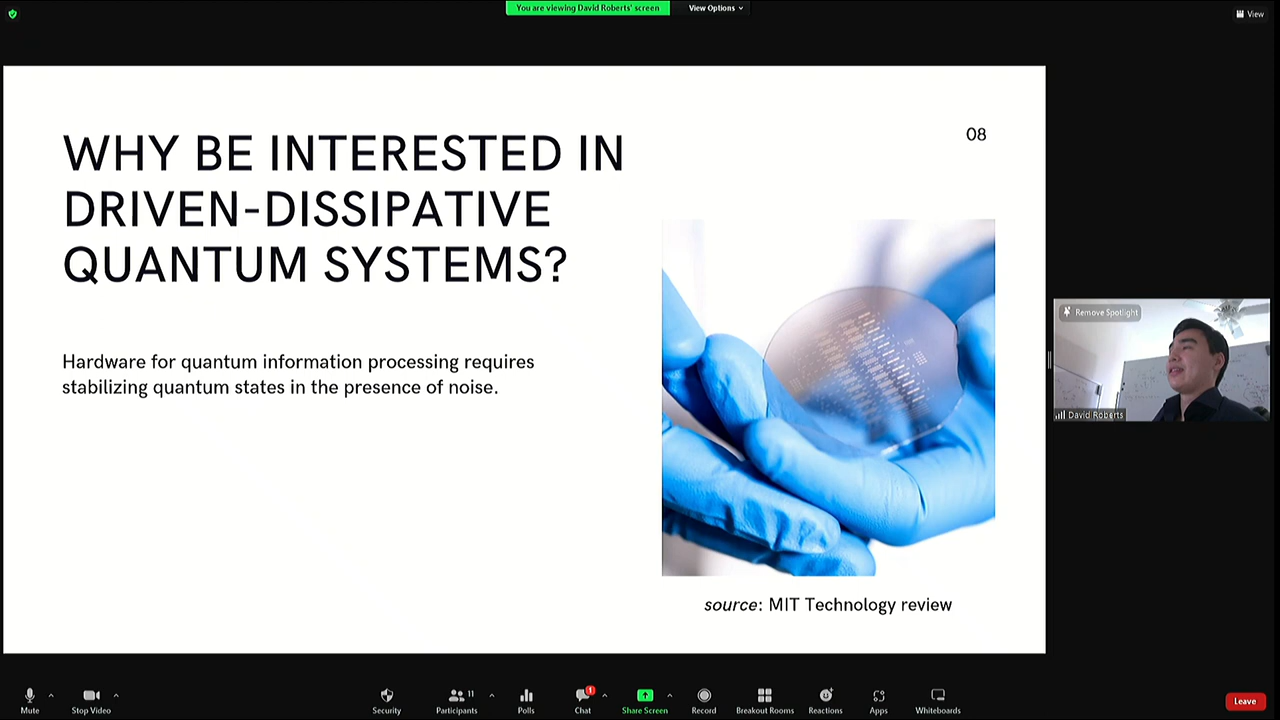 You are viewing David Roberts' screen
View Options
View
WHY BE INTERESTED IN
DRIVEN-DISSIPATIVE
QUANTUM SYSTEMS?
08
Hardware for quantum information processing requires
stabilizing quantum states in the presence of noise.
source: MIT Technology review
Remove Spotlight
David Roberts
Mute
Stop Video
Security
Participants
11
Polls
Chat
1
Share Screen
Record
Breakout Rooms
Reactions
Apps
Whiteboards
Leave